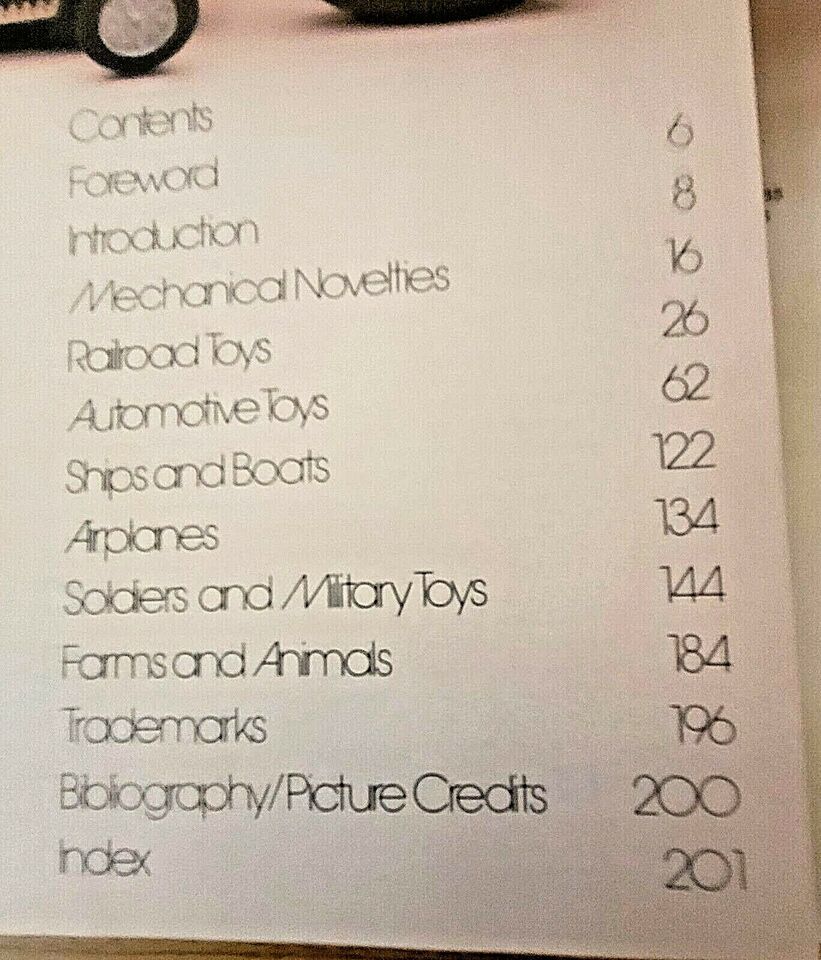 Contents
Foreword 6
Introduction 8
Mechanical Novelties 16
Railroad Toys 26
Automotive Toys 62
Ships and Boats 122
Airplanes 134
Soldiers and Military Toys 144
Farms and Animals 184
Trademarks 196
Bibliography/Picture Credits 200
Index 201